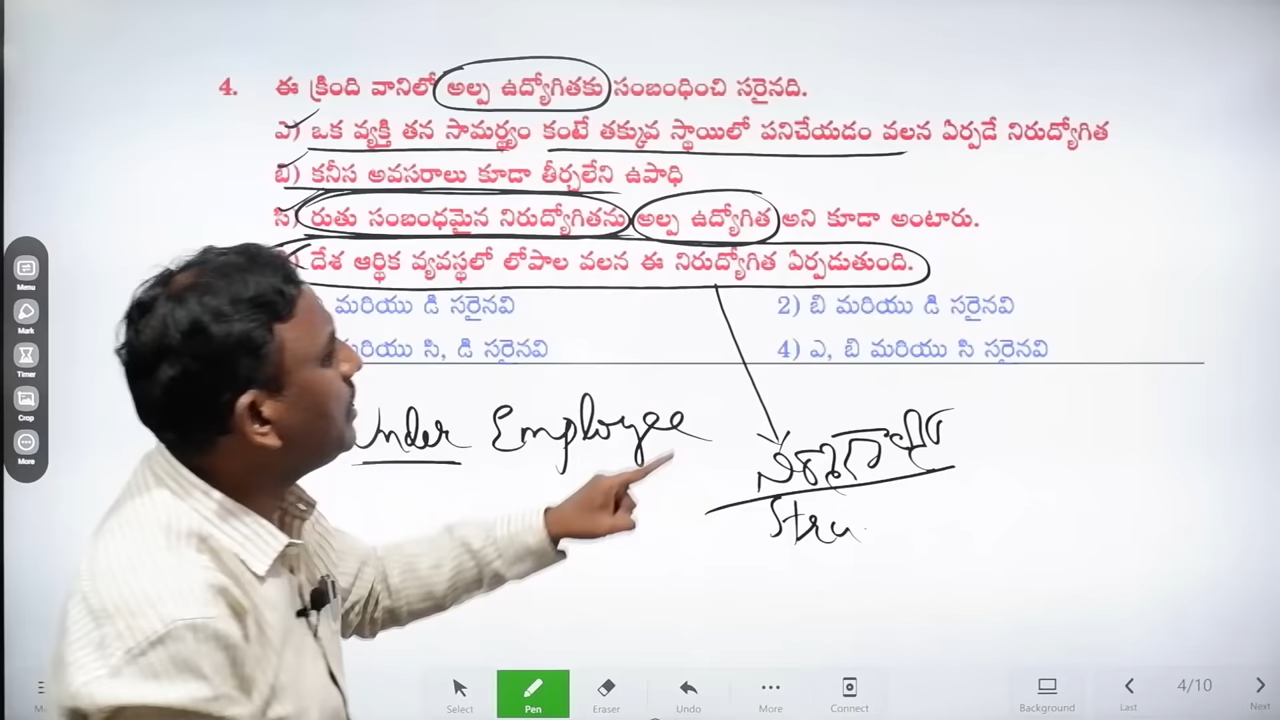 4. ఈ క్రింది వానిలో అల్ప ఉద్యోగితకు సంబంధించి సరైనది.
ఎ) ఒక వ్యక్తి తన సామర్థ్యం కంటే తక్కువ స్థాయిలో పనిచేయడం వలన ఏర్పడే నిరుద్యోగిత
బి) కనీస అవసరాలు కూడా తీర్చలేని ఉపాధి
సి) రుతు సంబంధమైన నిరుద్యోగితను అల్ప ఉద్యోగిత అని కూడా అంటారు.
దేశ ఆర్థిక వ్యవస్థలో లోపాల వలన ఈ నిరుద్యోగిత ఏర్పడుతుంది.
మరియు డి సరైనవి 2) బి మరియు డి సరైనవి
మరియు సి, డి సరైనవి 4) ఎ, బి మరియు సి సరైనవి
Under Employee
Stru
Menu
Mark
Timer
Crop
More
Select Pen Eraser Undo More Connect Background Last 4/10 Next